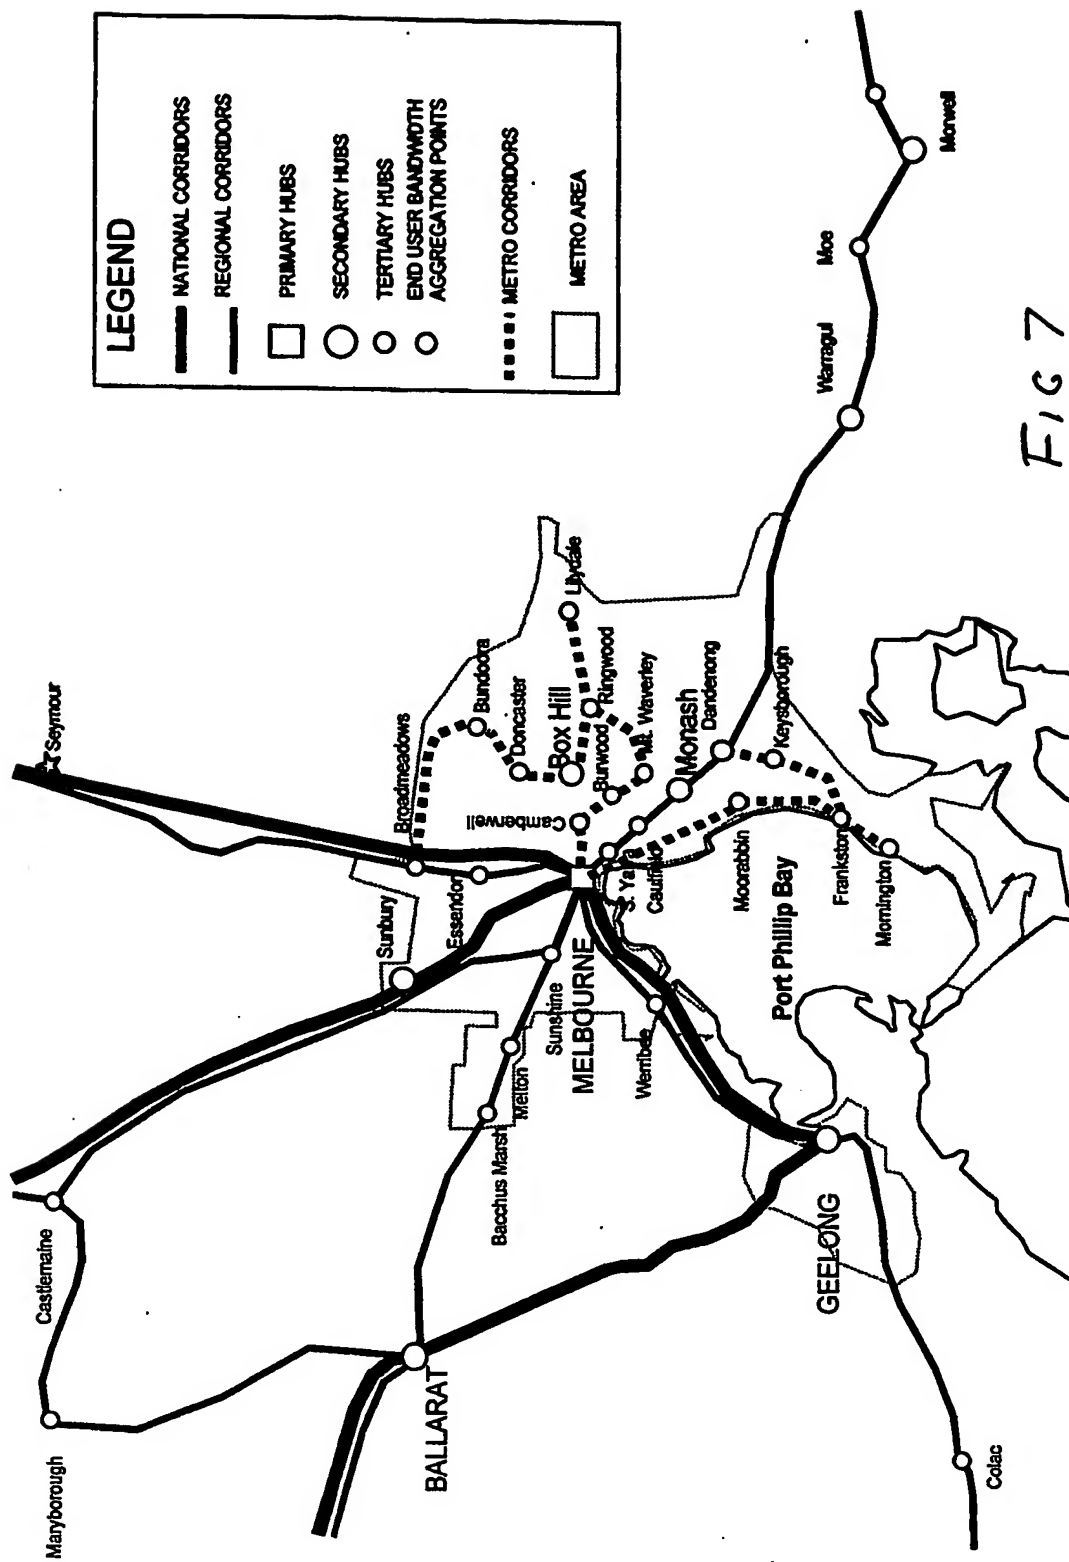 LEGEND
NATIONAL CORRIDORS
REGIONAL CORRIDORS
PRIMARY HUBS
SECONDARY HUBS
TERTIARY HUBS
END USER BANDWIDTH
AGGREGATION POINTS
METRO CORRIDORS
METRO AREA
Maryborough
Castlemaine
Seymour
Broadmeadows
Bundoora
Sunbury
Essendon
Doncaster
BALLARAT
Bacchus Marsh
Melton
Sunshine
MELBOURNE
Camberwell
Box Hill
Lilydale
Burwood
Ringwood
Mt. Waverley
S. Yarra
Caulfield
Monash
Dandenong
Werribee
Moorabbin
Keysborough
Port Phillip Bay
Frankston
Mornington
GEELONG
Colac
Warragul
Moe
Morwell
FIG 7